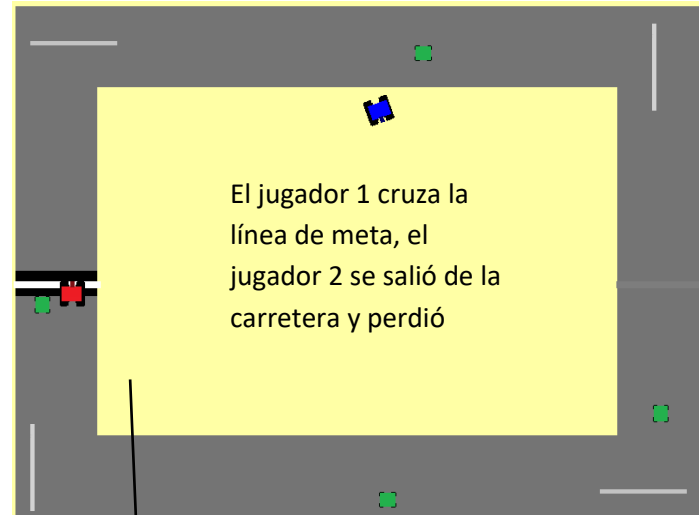 El jugador 1 cruza la
línea de meta, el
jugador 2 se salió de la
carretera y perdió